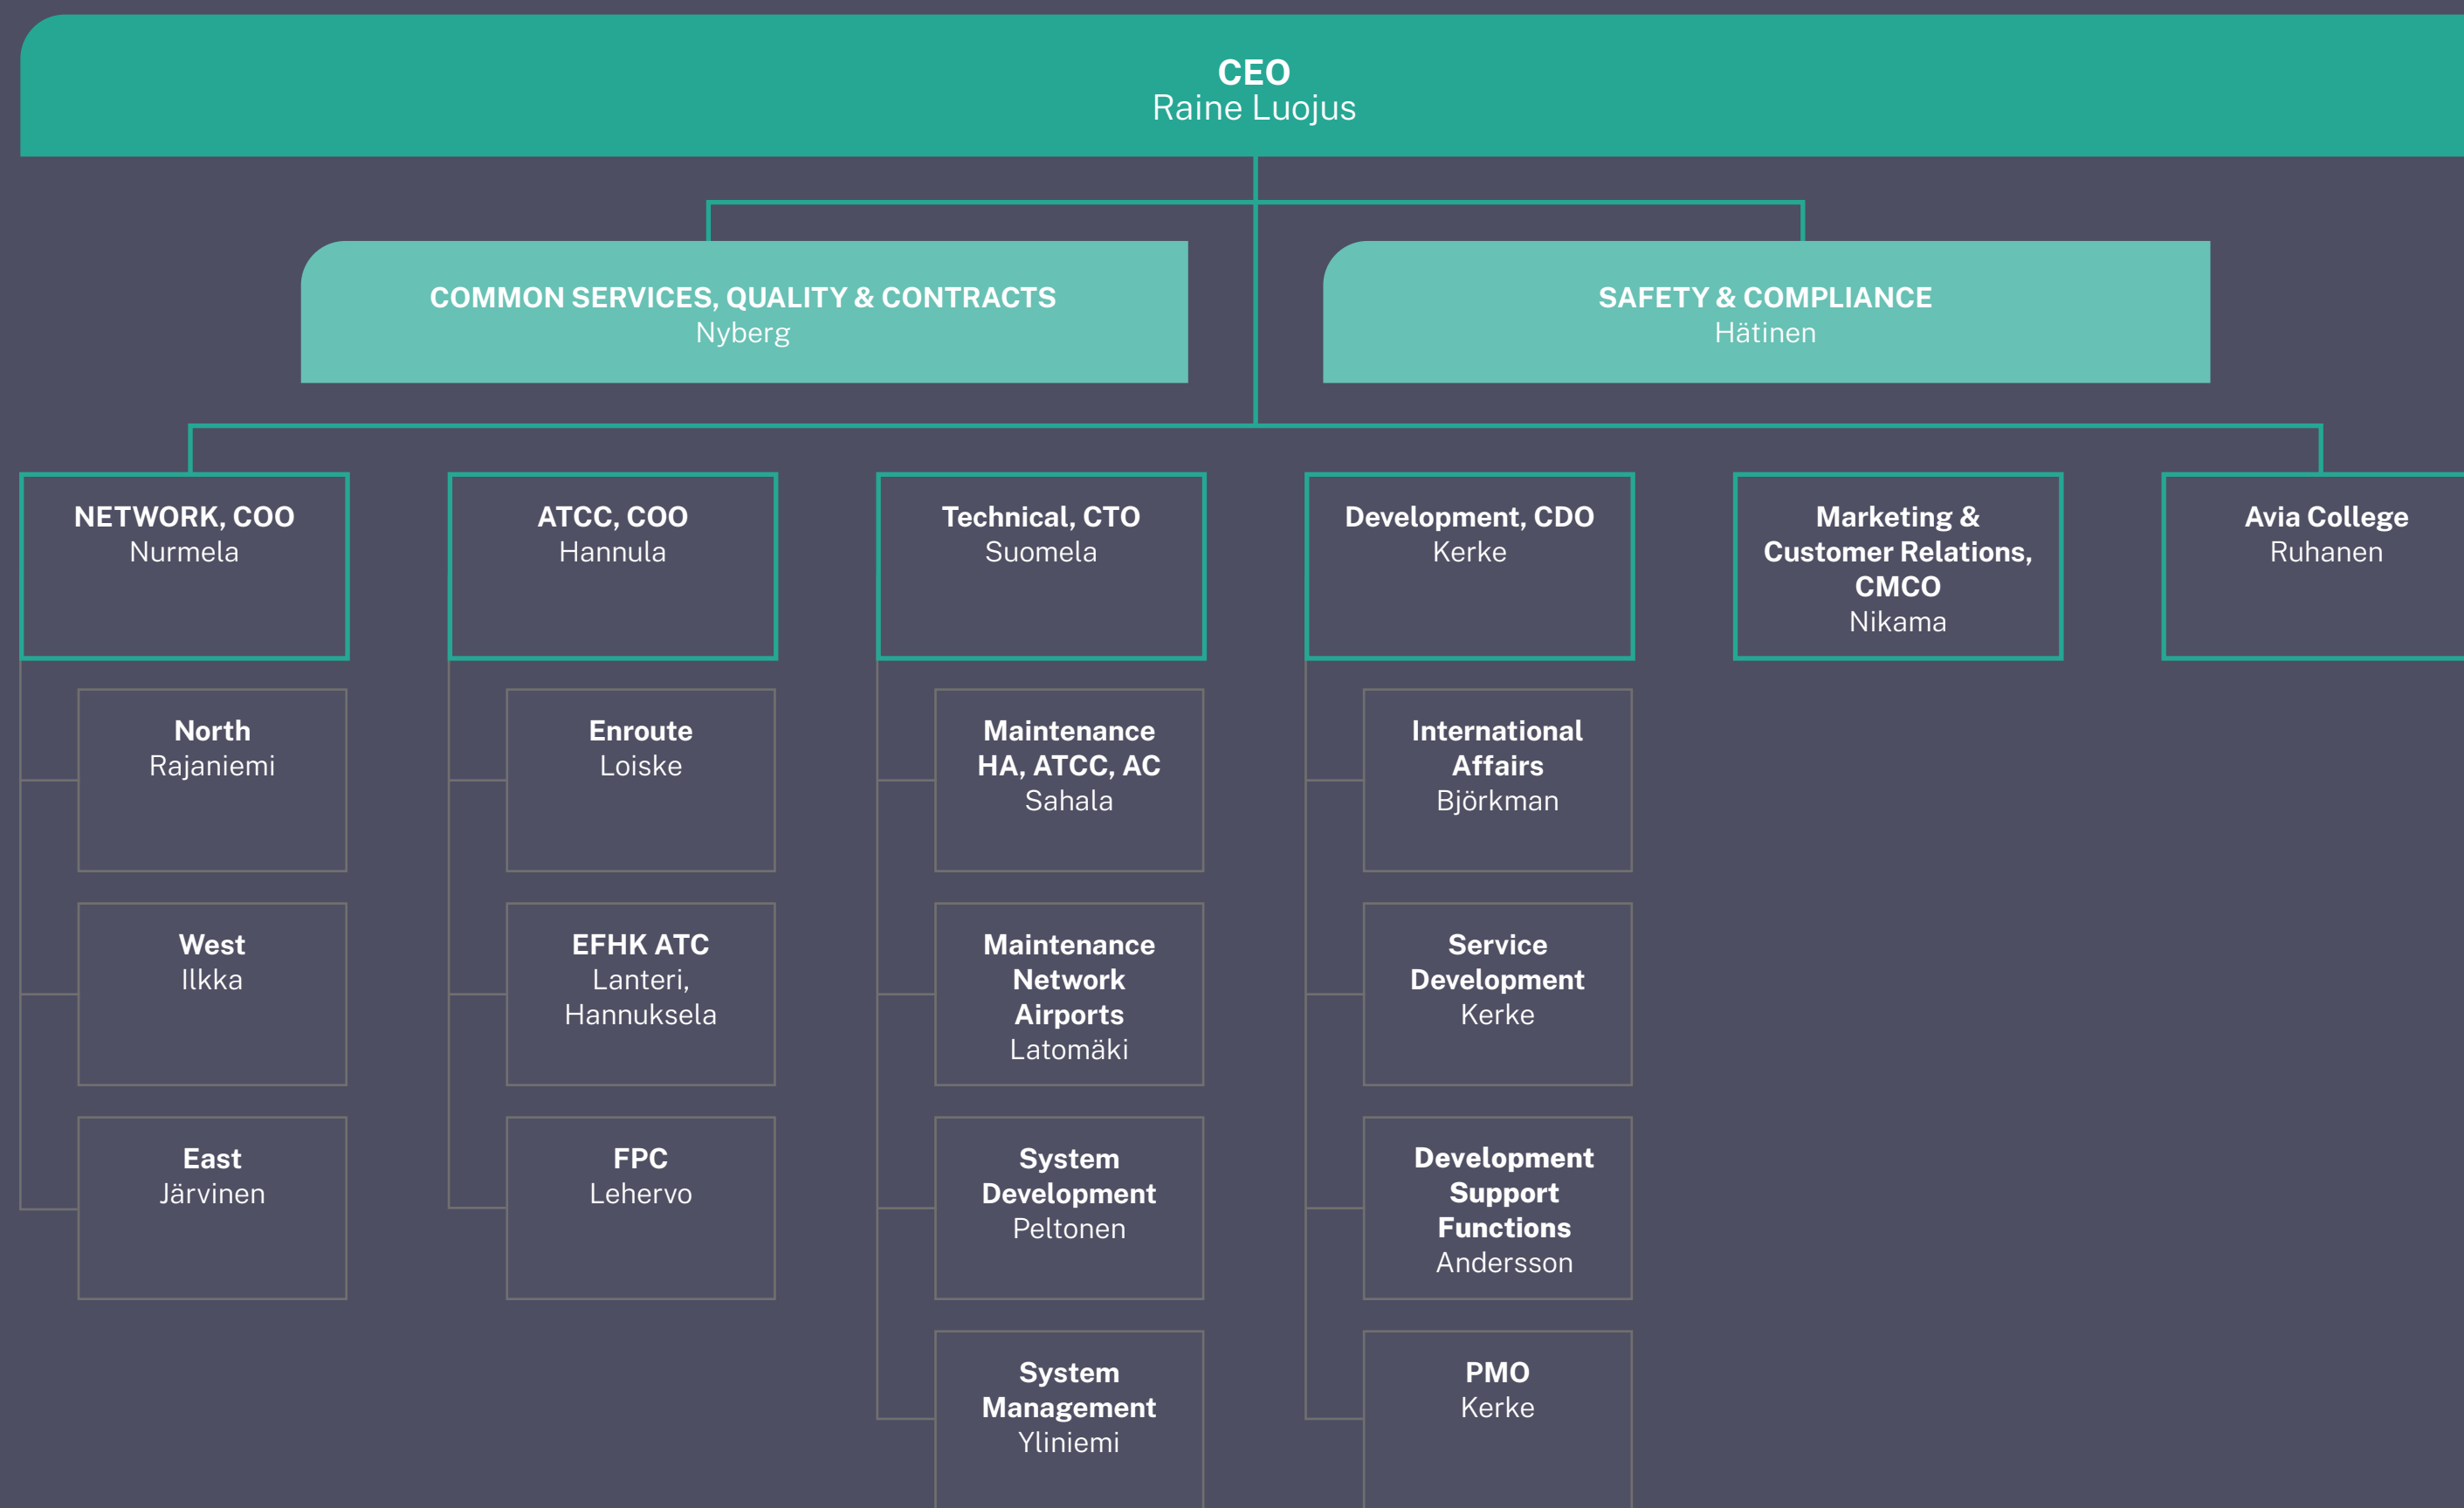 CEO
Raine Luojus
COMMON SERVICES, QUALITY & CONTRACTS
Nyberg
SAFETY & COMPLIANCE
Hätinen
NETWORK, COO
Nurmela
ATCC, COO
Hannula
Technical, CTO
Suomela
Development, CDO
Kerke
Marketing &
Customer Relations,
CMCO
Nikama
Avia College
Ruhanen
North
Rajaniemi
West
Ilkka
East
Järvinen
Enroute
Loiske
EFHK ATC
Lanteri,
Hannuksela
FPC
Lehervo
Maintenance
HA, ATCC, AC
Sahala
Maintenance
Network
Airports
Latomäki
System
Development
Peltonen
System
Management
Yliniemi
International
Affairs
Björkman
Service
Development
Kerke
Development
Support
Functions
Andersson
PMO
Kerke